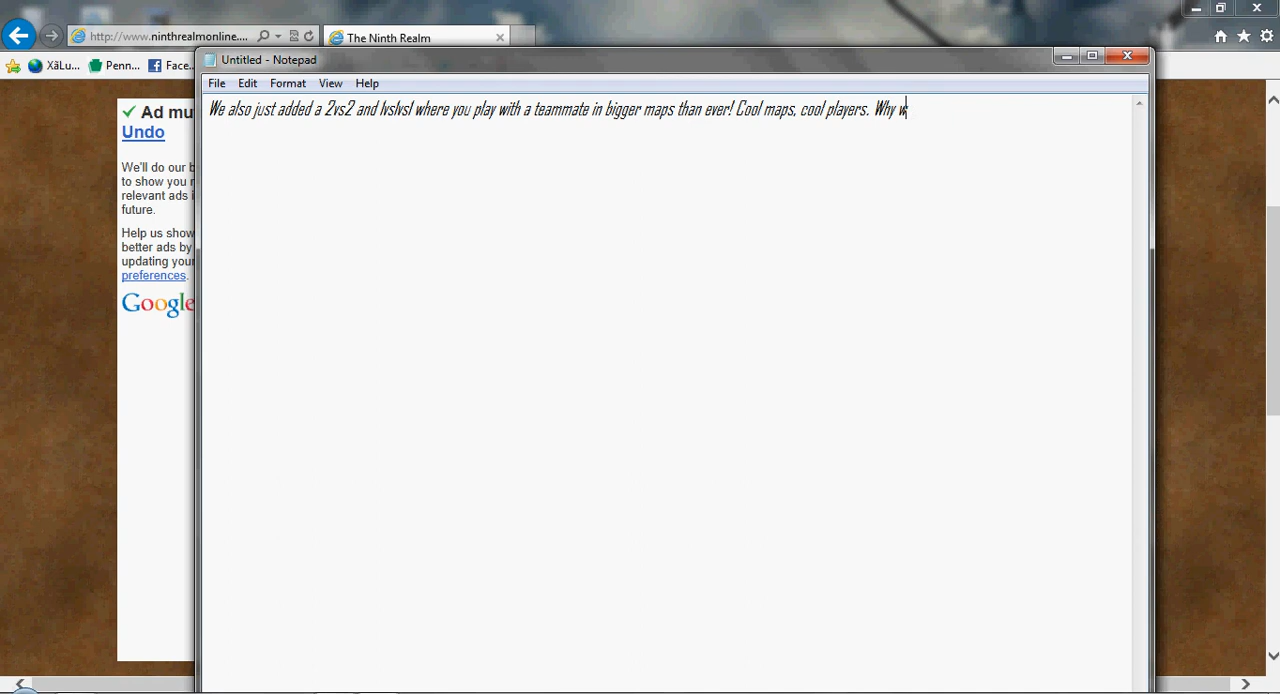 http://www.ninthrealmonline....
The Ninth Realm
XãLu...
Penn...
Face...
Untitled - Notepad
File Edit Format View Help
We also just added a 2vs2 and 1vs1vs1 where you play with a teammate in bigger maps than ever! Cool maps, cool players. Why w
Ad mu
Undo
We'll do our b
to show you
relevant ads i
future.
Help us show
better ads by
updating your
preferences.
Google